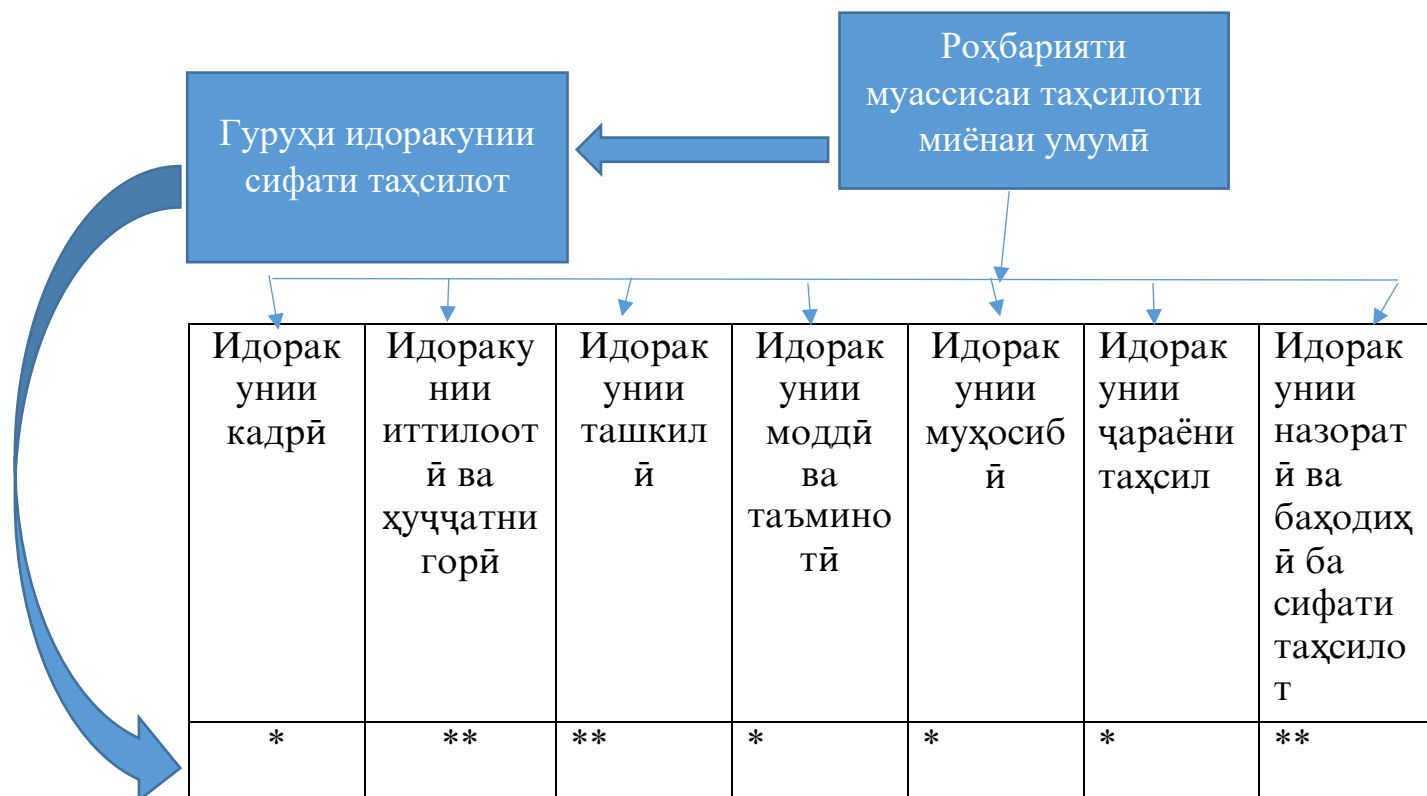 Роҳбарияти
муассисаи таҳсилоти
миёнаи умумӣ
Гуруҳи идоракунии
сифати таҳсилот
Идорак
унии
кадрӣ
Идораку
нии
иттилоот
ӣ ва
ҳуҷҷатни
горӣ
Идорак
унии
ташкил
ӣ
Идорак
унии
моддӣ
ва
таъмино
тӣ
Идорак
унии
муҳосиб
ӣ
Идорак
унии
ҷараёни
таҳсил
Идорак
унии
назорат
ӣ ва
баҳодиҳ
ӣ ба
сифати
таҳсило
т
*
**
**
*
*
*
**